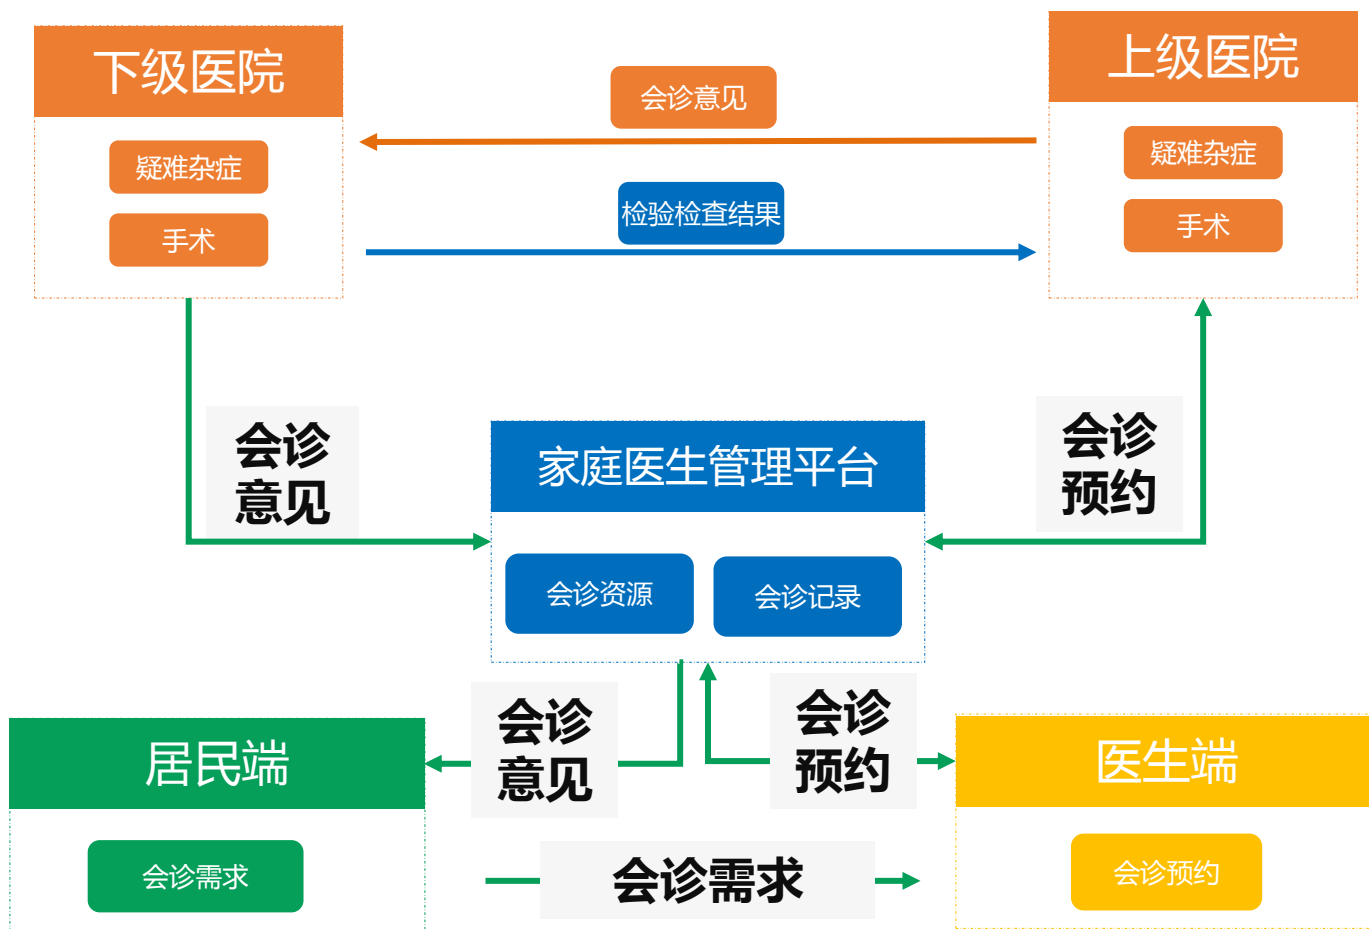 下级医院
上级医院
会诊意见
疑难杂症
疑难杂症
检验检查结果
手术
手术
会诊
意见
会诊
预约
家庭医生管理平台
会诊资源
会诊记录
会诊
意见
会诊
预约
居民端
医生端
会诊需求
会诊需求
会诊预约